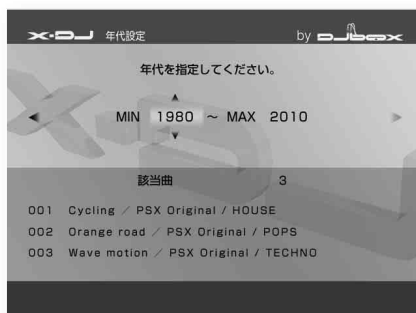 X-DJ 年代設定 by DJbox
年代を指定してください。
MIN 1980 ～ MAX 2010
該当曲 3
001 Cycling ／ PSX Original / HOUSE
002 Orange road ／ PSX Original / POPS
003 Wave motion ／ PSX Original / TECHNO